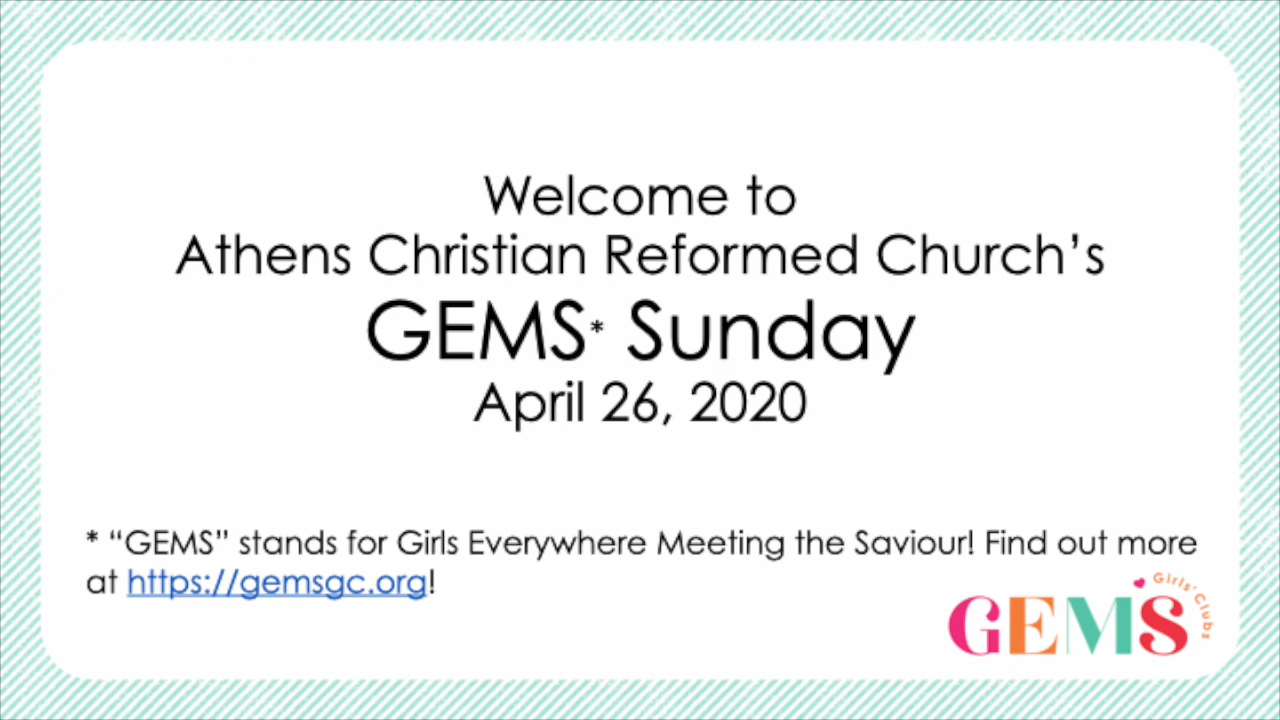 Welcome to
Athens Christian Reformed Church’s
GEMS* Sunday
April 26, 2020
* “GEMS” stands for Girls Everywhere Meeting the Saviour! Find out more
at https://gemsgc.org!
GEMS Girls' Clubs